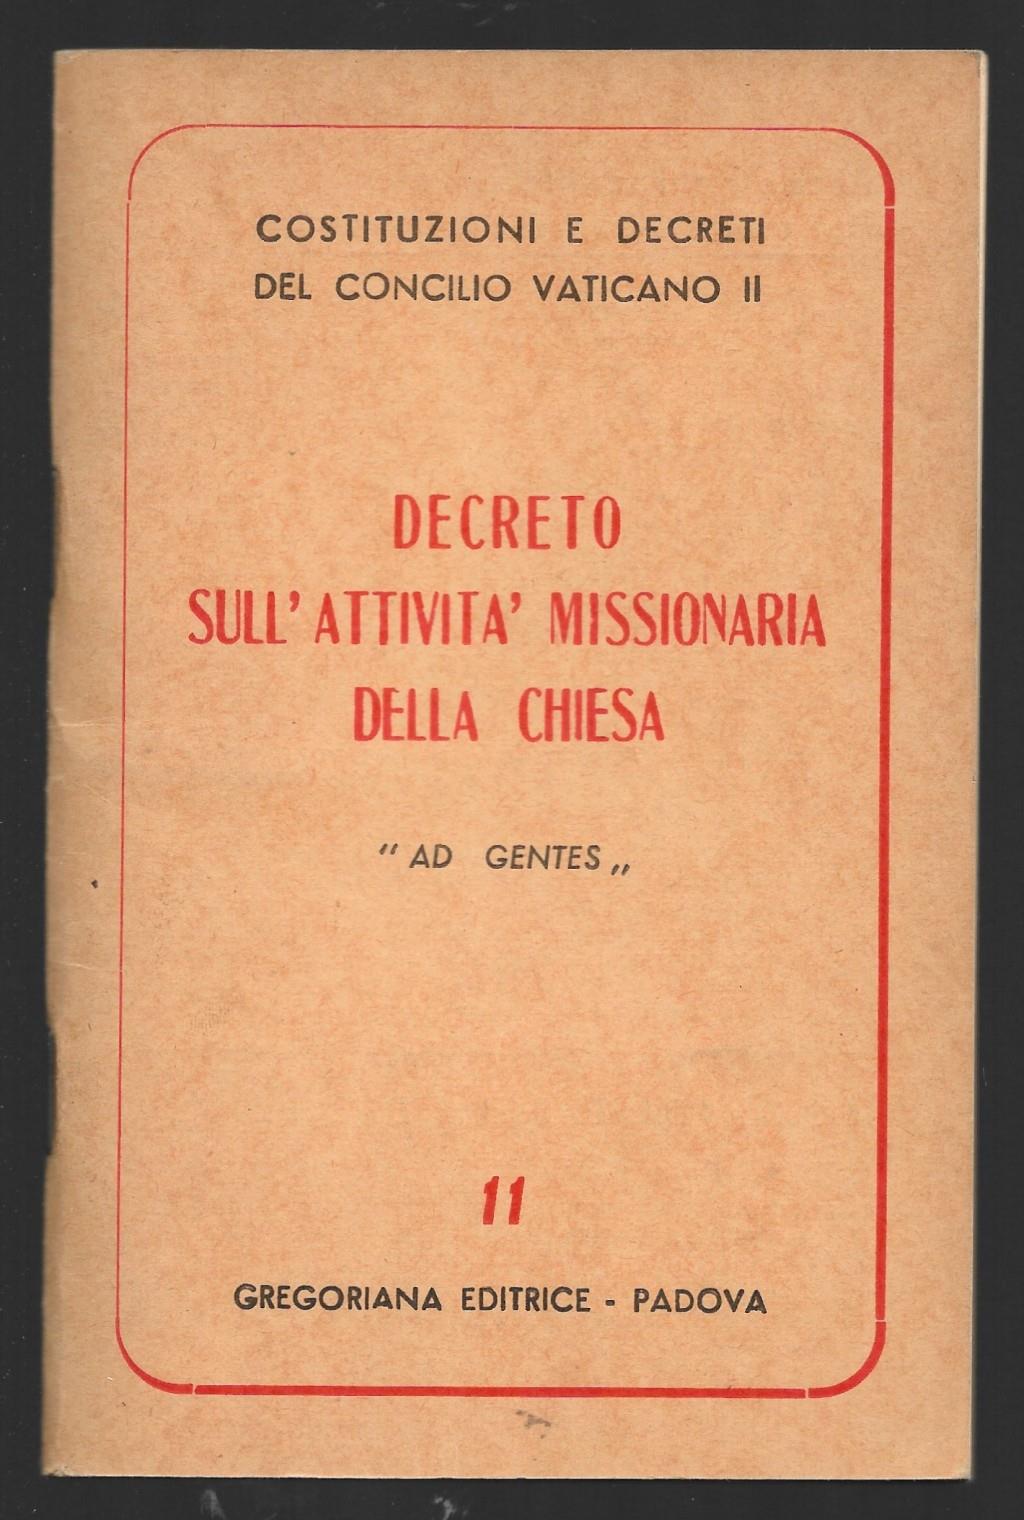 COSTITUZIONI E DECRETI
DEL CONCILIO VATICANO II
DECRETO
SULL' ATTIVITA' MISSIONARIA
DELLA CHIESA
“ AD GENTES „
11
GREGORIANA EDITRICE - PADOVA